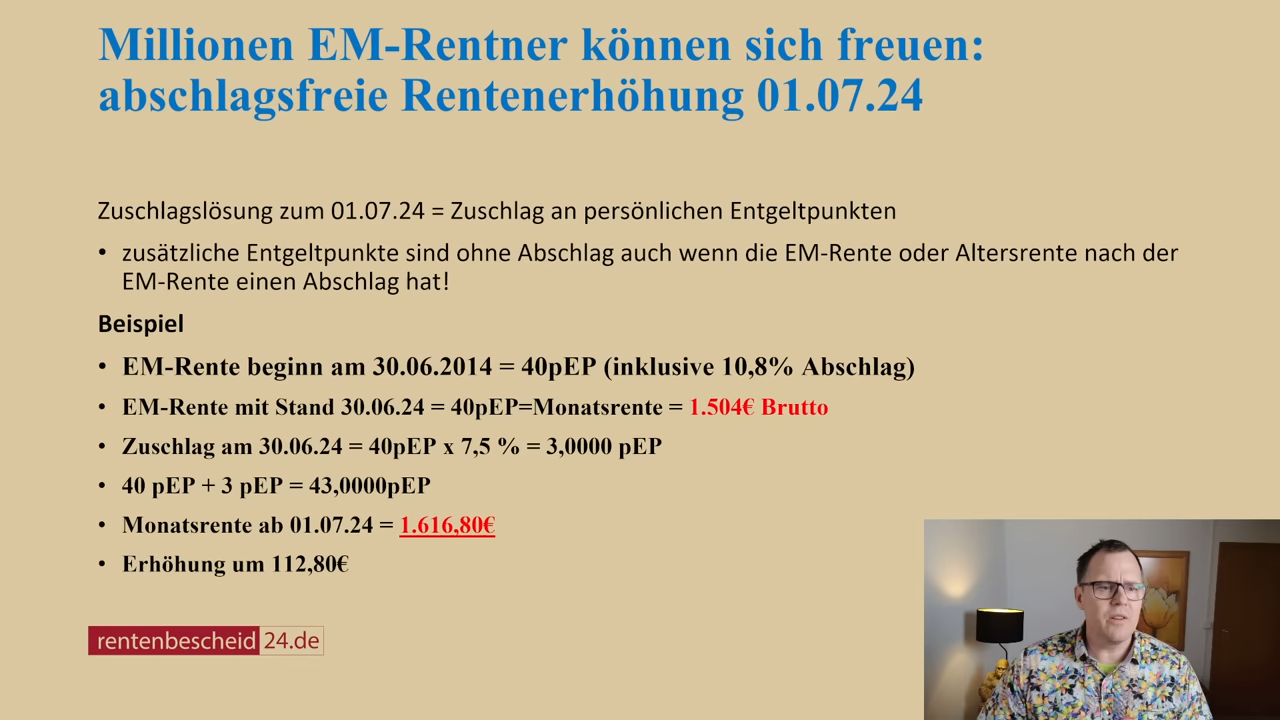 Millionen EM-Rentner können sich freuen:
abschlagsfreie Rentenerhöhung 01.07.24
Zuschlagslösung zum 01.07.24 = Zuschlag an persönlichen Entgeltpunkten
• zusätzliche Entgeltpunkte sind ohne Abschlag auch wenn die EM-Rente oder Altersrente nach der
EM-Rente einen Abschlag hat!
Beispiel
• EM-Rente beginn am 30.06.2014 = 40pEP (inklusive 10,8% Abschlag)
• EM-Rente mit Stand 30.06.24 = 40pEP=Monatsrente = 1.504€ Brutto
• Zuschlag am 30.06.24 = 40pEP x 7,5 % = 3,0000 pEP
• 40 pEP + 3 pEP = 43,0000pEP
• Monatsrente ab 01.07.24 = 1.616,80€
• Erhöhung um 112,80€
rentenbescheid 24.de